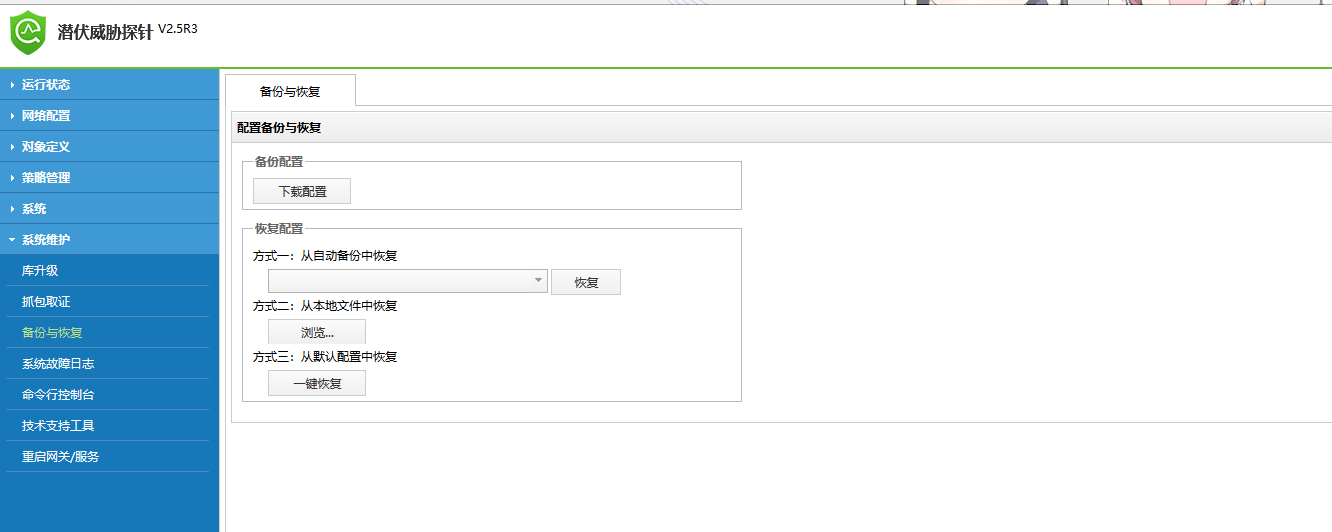 潜伏威胁探针 V2.5R3
运行状态
网络配置
对象定义
策略管理
系统
系统维护
库升级
抓包取证
备份与恢复
系统故障日志
命令行控制台
技术支持工具
重启网关/服务
备份与恢复
配置备份与恢复
备份配置
下载配置
恢复配置
方式一：从自动备份中恢复
恢复
方式二：从本地文件中恢复
浏览...
方式三：从默认配置中恢复
一键恢复